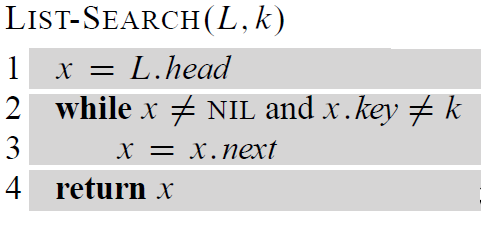 LIST-SEARCH(L, k)
1 x = L.head
2 while x ≠ NIL and x.key ≠ k
3 x = x.next
4 return x